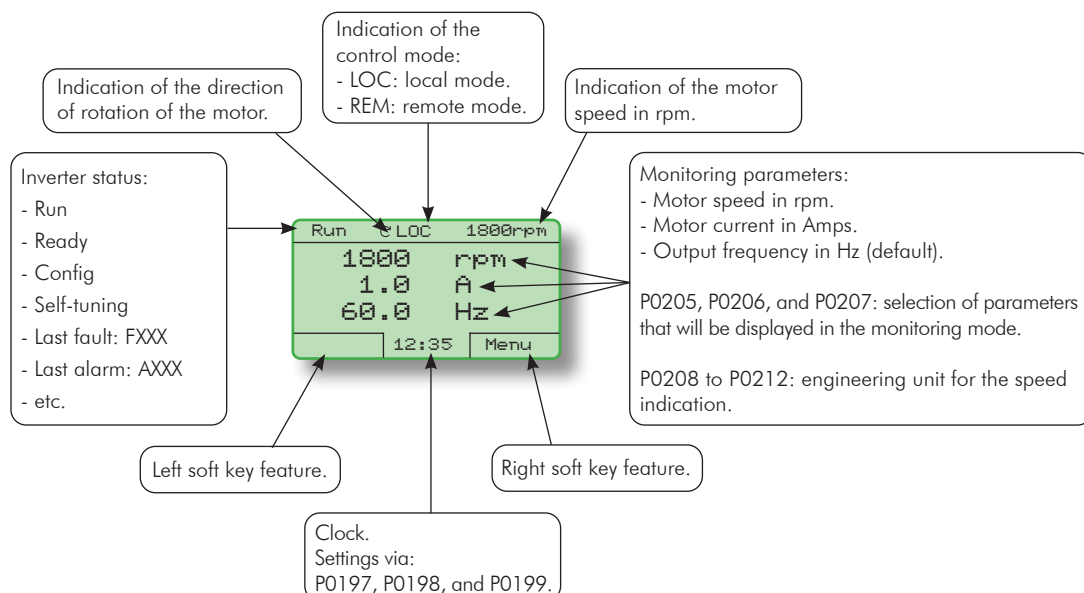 Indication of the
control mode:
- LOC: local mode.
- REM: remote mode.
Indication of the direction
of rotation of the motor.
Indication of the motor
speed in rpm.
Inverter status:
- Run
- Ready
- Config
- Self-tuning
- Last fault: FXXX
- Last alarm: AXXX
- etc.
Run LOC 1800rpm
1800 rpm
1.0 A
60.0 Hz
12:35 Menu
Monitoring parameters:
- Motor speed in rpm.
- Motor current in Amps.
- Output frequency in Hz (default).
P0205, P0206, and P0207: selection of parameters
that will be displayed in the monitoring mode.
P0208 to P0212: engineering unit for the speed
indication.
Left soft key feature.
Right soft key feature.
Clock.
Settings via:
P0197, P0198, and P0199.